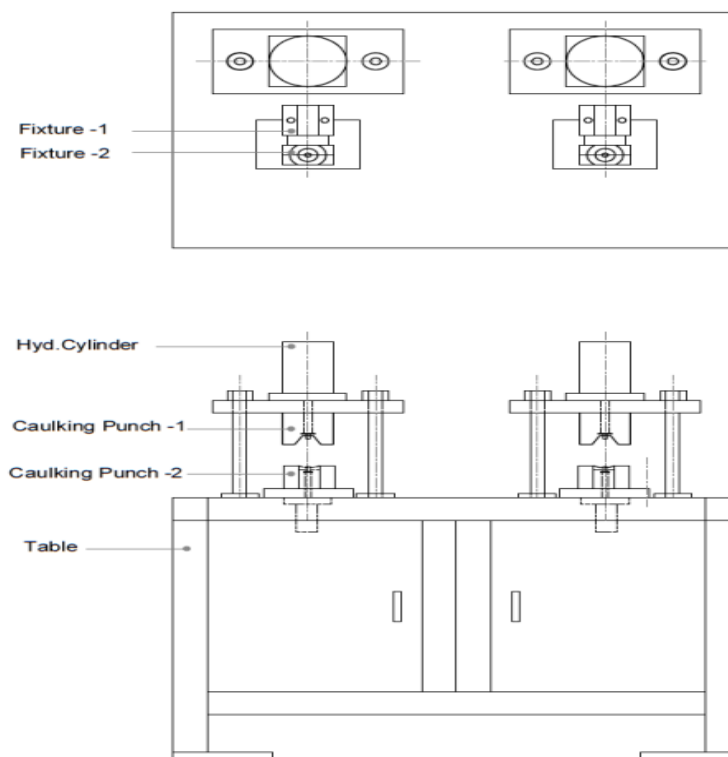 Fixture -1
Fixture -2
Hyd.Cylinder
Caulking Punch -1
Caulking Punch -2
Table